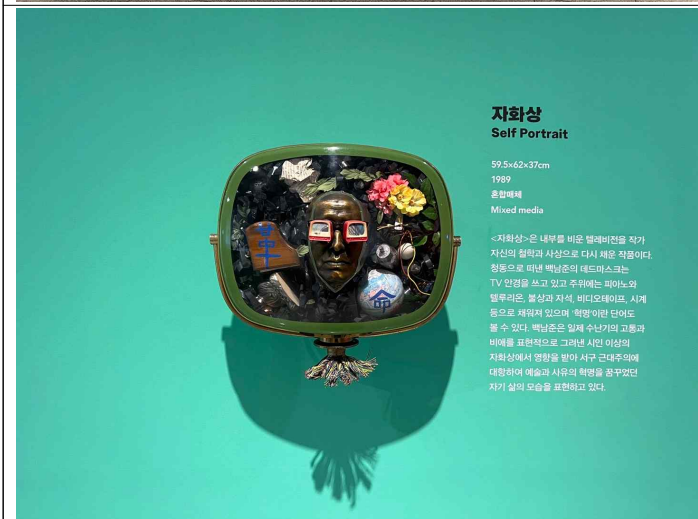 자화상
Self Portrait
59.5×62×37cm
1989
혼합매체
Mixed media
<자화상>은 내부를 비운 텔레비전을 작가
자신의 철학과 사상으로 다시 채운 작품이다.
청동으로 떠낸 백남준의 데드마스크는
TV 안경을 쓰고 있고 주위에는 피아노와
텔루리온, 불상과 자석, 비디오테이프, 시계
등으로 채워져 있으며 '혁명'이란 단어도
볼 수 있다. 백남준은 일제 수난기의 고통과
비애를 표현적으로 그려낸 시인 이상의
자화상에서 영향을 받아 서구 근대주의에
대항하여 예술과 사유의 혁명을 꿈꾸었던
자기 삶의 모습을 표현하고 있다.
革
命